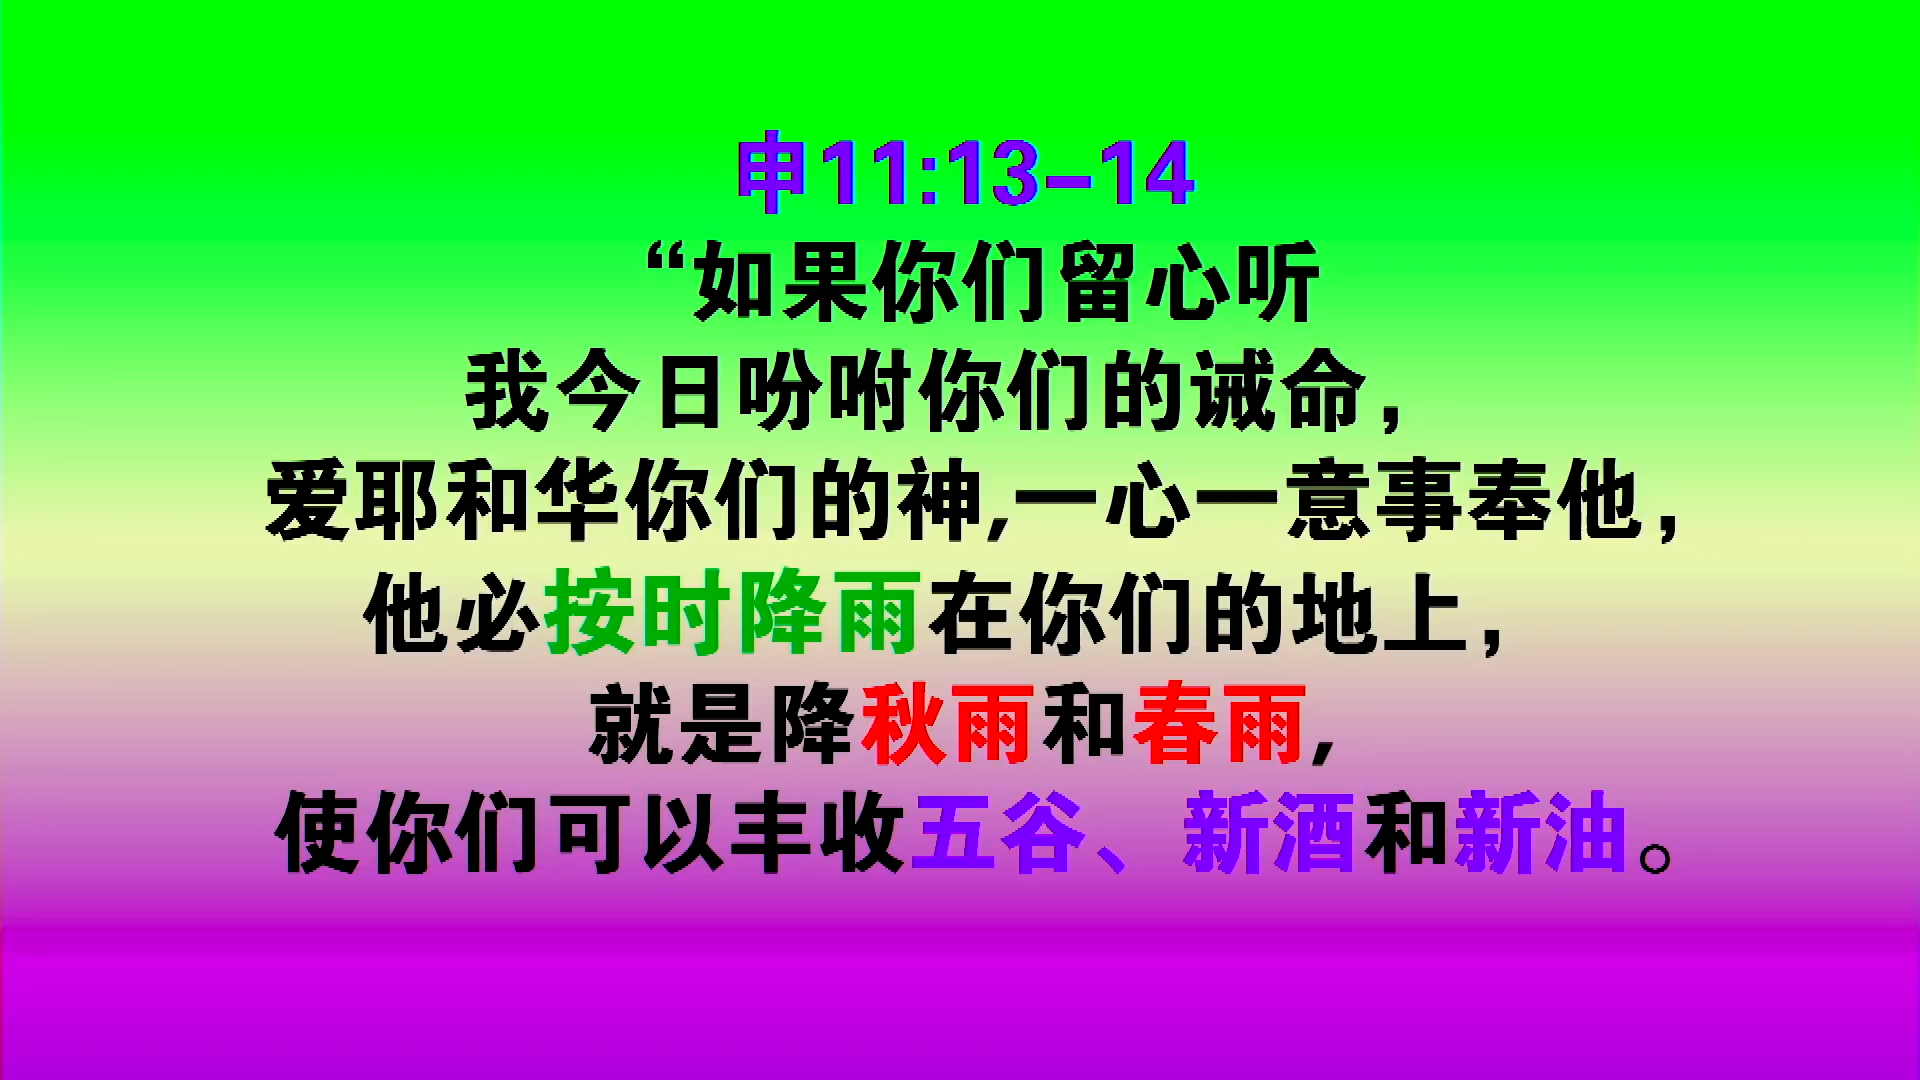 申11:13-14
“如果你们留心听
我今日吩咐你们的诫命，
爱耶和华你们的神,一心一意事奉他，
他必按时降雨在你们的地上，
就是降秋雨和春雨,
使你们可以丰收五谷、新酒和新油。